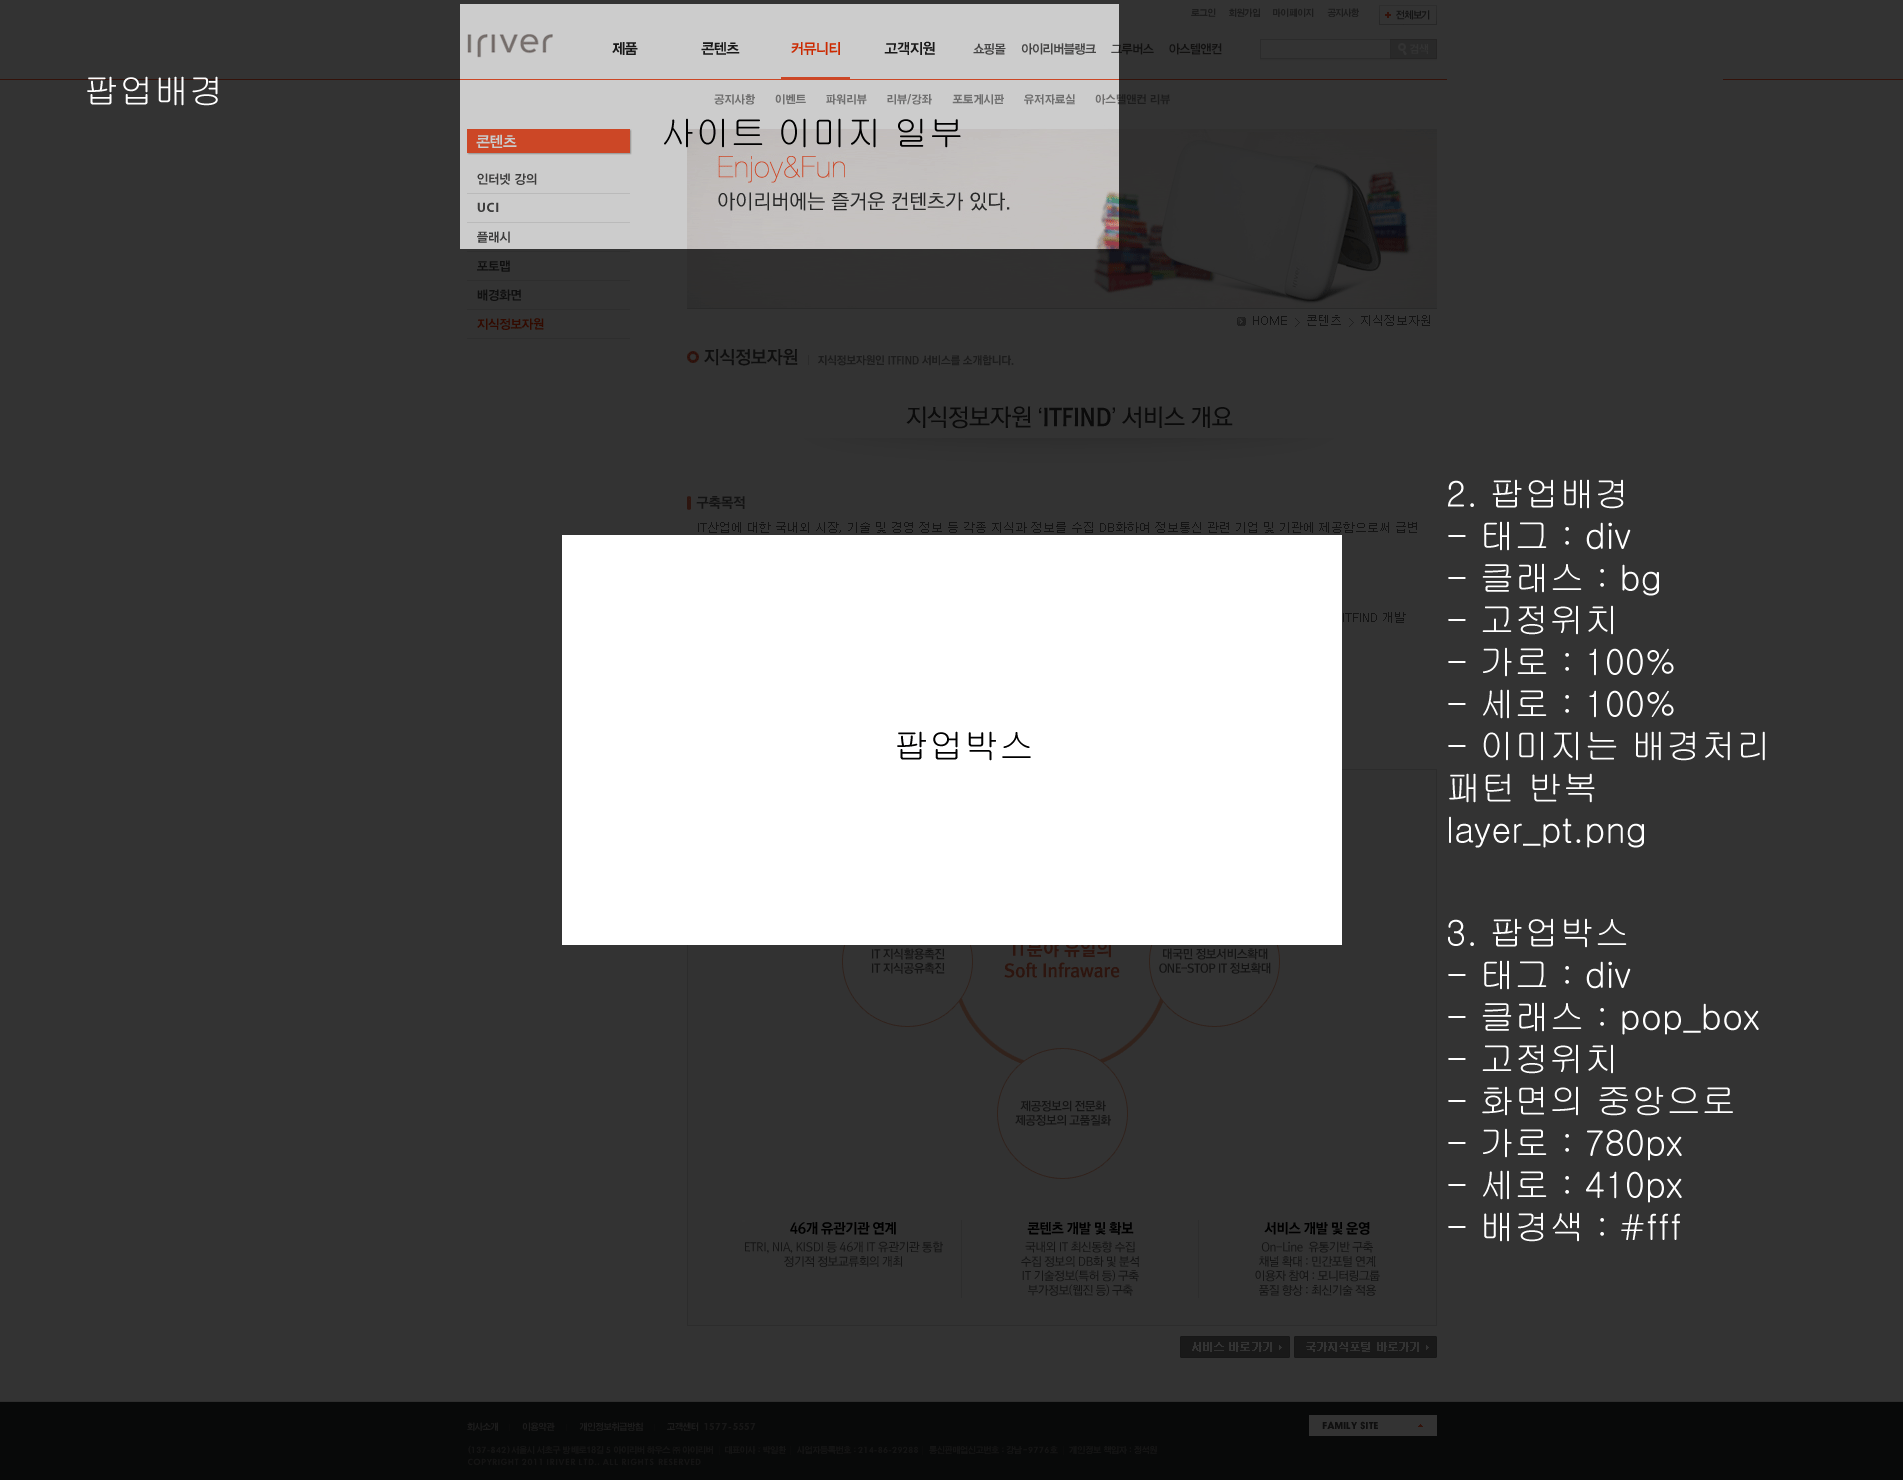 로그인 회원가입 마이페이지 공지사항 전체보기
iriver 제품 콘텐츠 커뮤니티 고객지원 쇼핑몰 아이리버블랭크 그루버스 아스텔앤컨 검색
팝업배경
공지사항 이벤트 파워리뷰 리뷰/강좌 포토게시판 유저자료실 아스텔앤컨 리뷰
사이트 이미지 일부
콘텐츠
인터넷 강의
UCI
플래시
포토맵
배경화면
지식정보자원
Enjoy&Fun
아이리버에는 즐거운 컨텐츠가 있다.
HOME > 콘텐츠 > 지식정보자원
지식정보자원 | 지식정보자원인 ITFIND 서비스를 소개합니다.
지식정보자원 ‘ITFIND’ 서비스 개요
구축목적
IT산업에 대한 국내외 시장, 기술 및 경영 정보 등 각종 지식과 정보를 수집 DB화하여 정보통신 관련 기업 및 기관에 제공함으로써 급변
ITFIND 개발
팝업박스
2. 팝업배경
- 태그 : div
- 클래스 : bg
- 고정위치
- 가로 : 100%
- 세로 : 100%
- 이미지는 배경처리
패턴 반복
layer_pt.png
3. 팝업박스
- 태그 : div
- 클래스 : pop_box
- 고정위치
- 화면의 중앙으로
- 가로 : 780px
- 세로 : 410px
- 배경색 : #fff
IT 지식활용촉진
IT 지식공유촉진
IT분야 유일의
Soft Infraware
대국민 정보서비스확대
ONE-STOP IT 정보확대
제공정보의 전문화
제공정보의 고품질화
46개 유관기관 연계
ETRI, NIA, KISDI 등 46개 IT 유관기관 통합
정기적 정보교류회의 개최
콘텐츠 개발 및 확보
국내외 IT 최신동향 수집
수집 정보의 DB화 및 분석
IT 기술정보(특허 등) 구축
부가정보(웹진 등) 구축
서비스 개발 및 운영
On-Line 유통기반 구축
채널 확대 : 민간포털 연계
이용자 참여 : 모니터링그룹
품질 향상 : 최신기술 적용
서비스 바로가기 국가지식포털 바로가기
회사소개 이용약관 개인정보취급방침 고객센터 1577-5557
FAMILY SITE
COPYRIGHT 2011 IRIVER LTD. ALL RIGHTS RESERVED